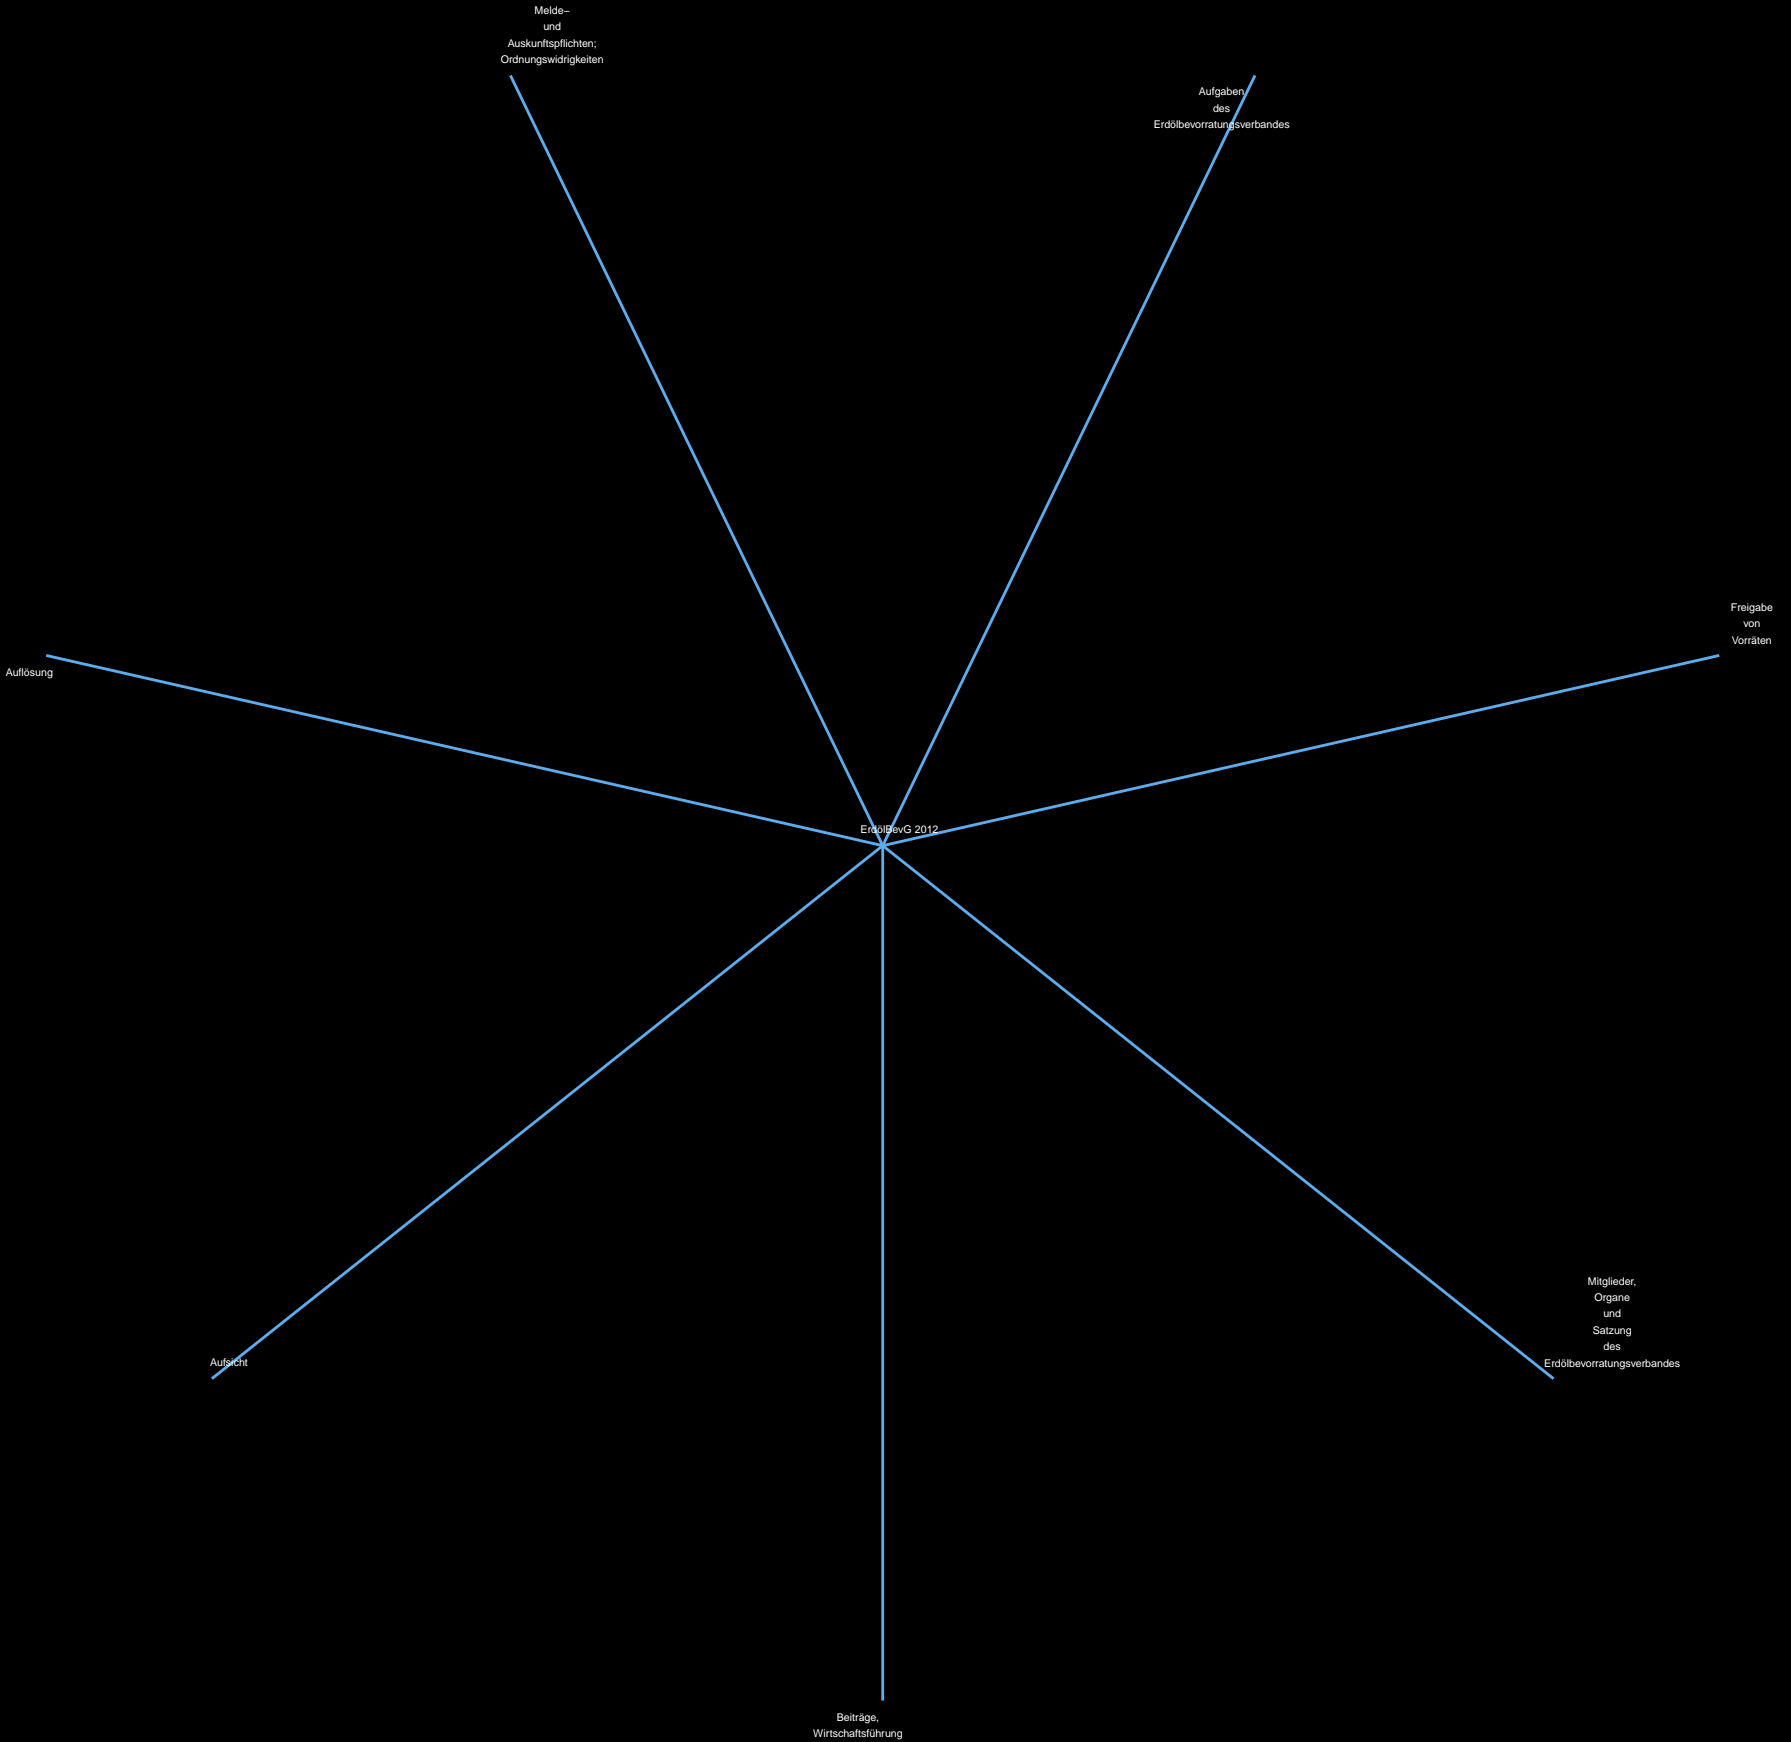 Melde–
und
Auskunftspflichten;
Ordnungswidrigkeiten
Aufgaben
des
Erdölbevorratungsverbandes
Freigabe
von
Vorräten
Auflösung
ErdölBevG 2012
Mitglieder,
Organe
und
Satzung
des
Erdölbevorratungsverbandes
Aufsicht
Beiträge,
Wirtschaftsführung